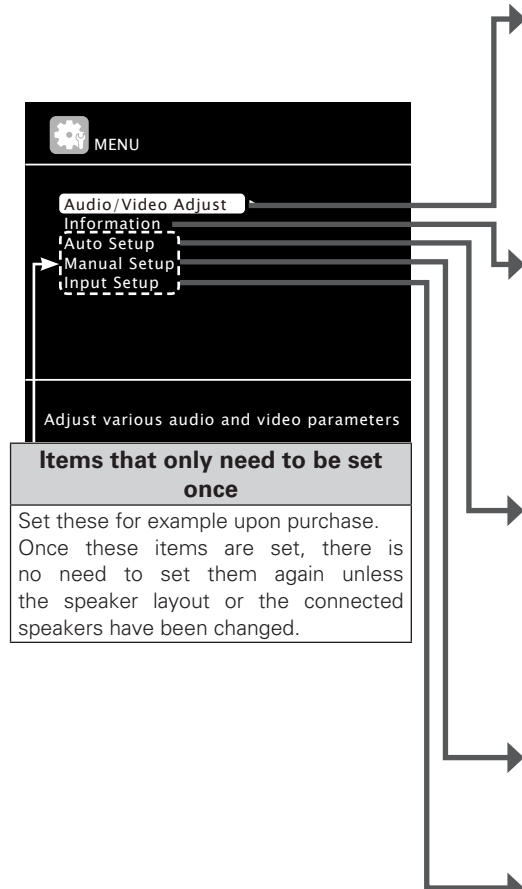 MENU
Audio/Video Adjust
Information
Auto Setup
Manual Setup
Input Setup
Adjust various audio and video parameters
Items that only need to be set
once
Set these for example upon purchase.
Once these items are set, there is
no need to set them again unless
the speaker layout or the connected
speakers have been changed.